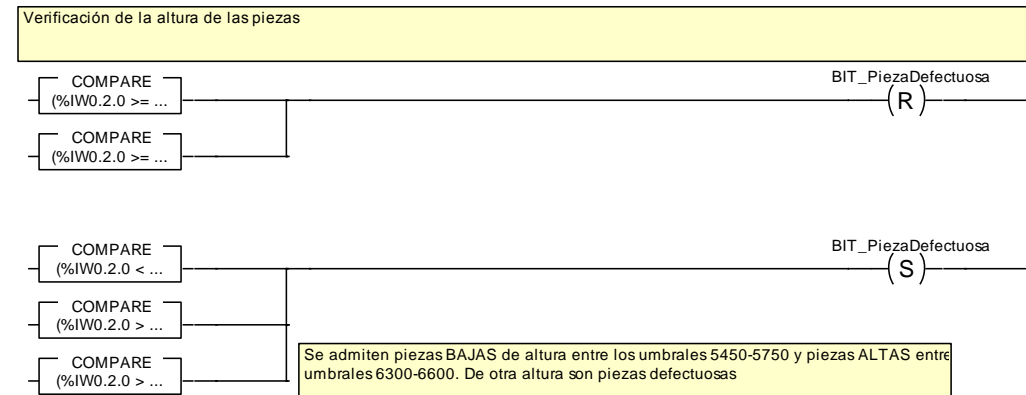 Verificación de la altura de las piezas
COMPARE
(%IW0.2.0 >= ...
BIT_PiezaDefectuosa
R
COMPARE
(%IW0.2.0 >= ...
COMPARE
(%IW0.2.0 < ...
BIT_PiezaDefectuosa
S
COMPARE
(%IW0.2.0 > ...
COMPARE
(%IW0.2.0 > ...
Se admiten piezas BAJAS de altura entre los umbrales 5450-5750 y piezas ALTAS entre
umbrales 6300-6600. De otra altura son piezas defectuosas